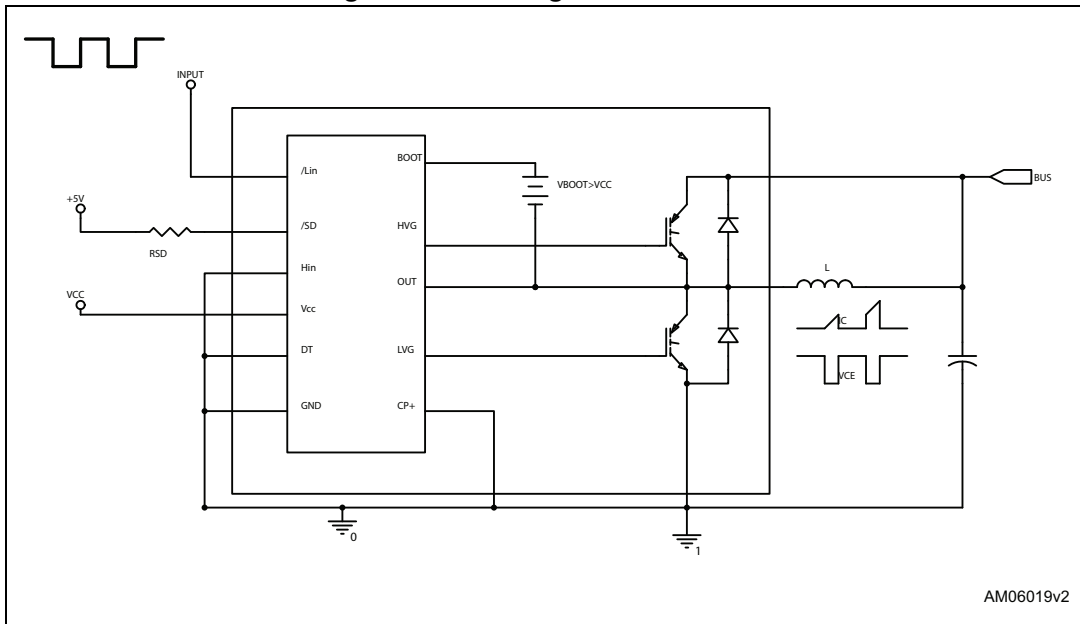 INPUT
/Lin
BOOT
VBOOT>VCC
BUS
+5V
/SD
RSD
HVG
Hin
OUT
L
VCC
Vcc
IC
DT
LVG
VCE
GND
CP+
0
1
AM06019v2